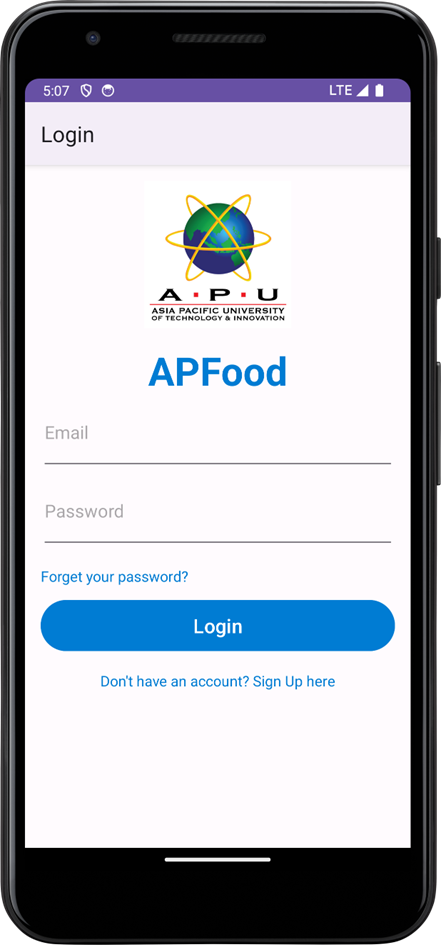 5:07 LTE
Login
A·P·U
ASIA PACIFIC UNIVERSITY
OF TECHNOLOGY & INNOVATION
APFood
Email
Password
Forget your password?
Login
Don't have an account? Sign Up here